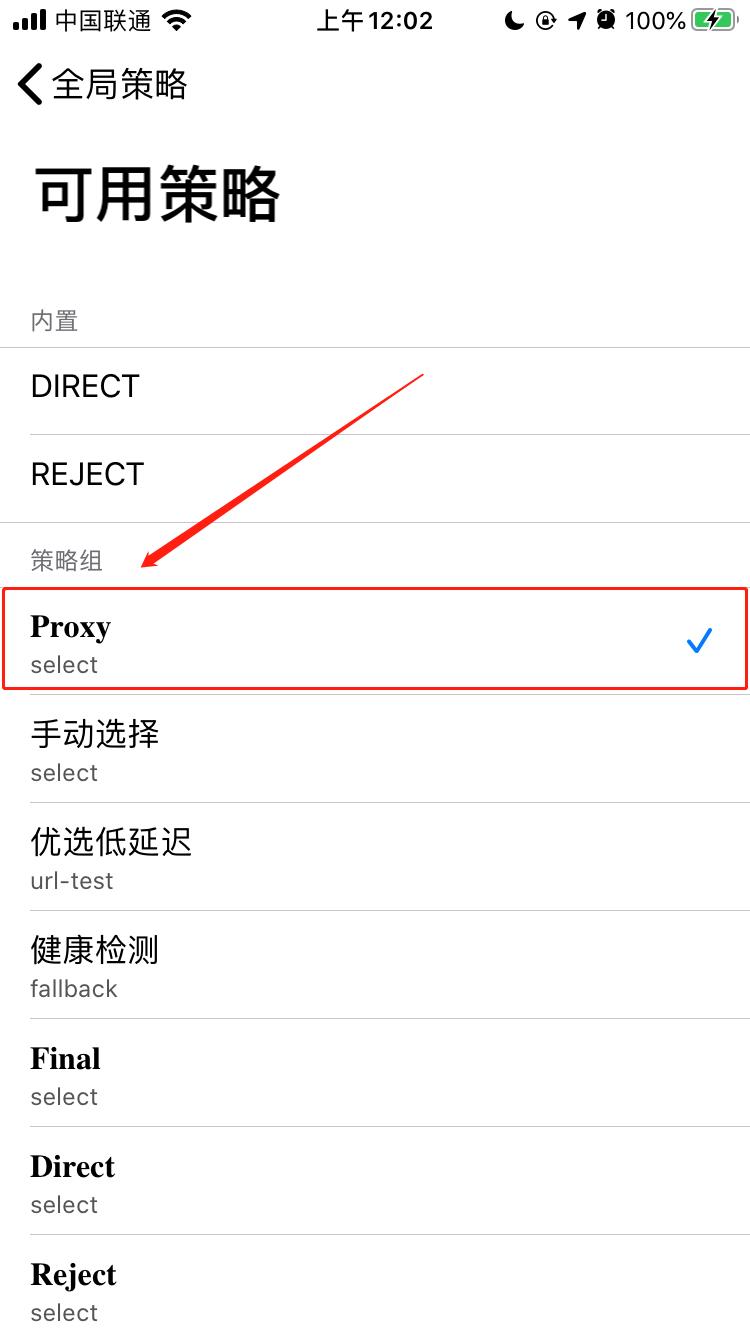 中国联通 上午12:02 100%
全局策略
可用策略
内置
DIRECT
REJECT
策略组
Proxy
select
手动选择
select
优选低延迟
url-test
健康检测
fallback
Final
select
Direct
select
Reject
select